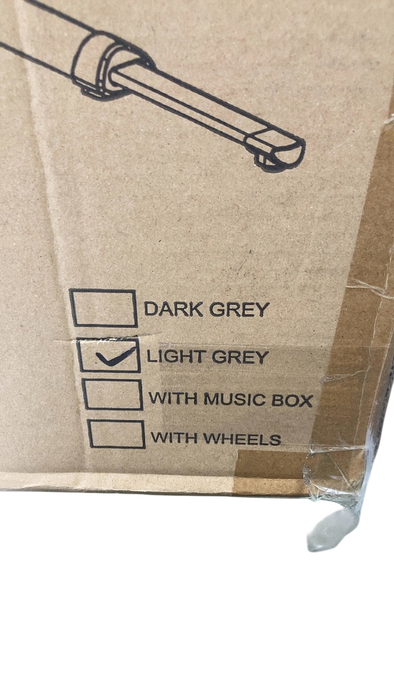 DARK GREY
LIGHT GREY
WITH MUSIC BOX
WITH WHEELS